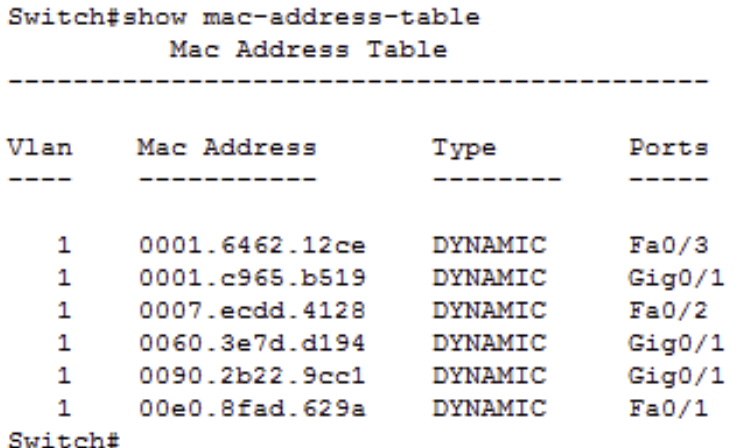 Switch#show mac-address-table
Mac Address Table
-------------------------------------------
Vlan Mac Address Type Ports
---- ----------- -------- -----
1 0001.6462.12ce DYNAMIC Fa0/3
1 0001.c965.b519 DYNAMIC Gig0/1
1 0007.ecdd.4128 DYNAMIC Fa0/2
1 0060.3e7d.d194 DYNAMIC Gig0/1
1 0090.2b22.9cc1 DYNAMIC Gig0/1
1 00e0.8fad.629a DYNAMIC Fa0/1
Switch#